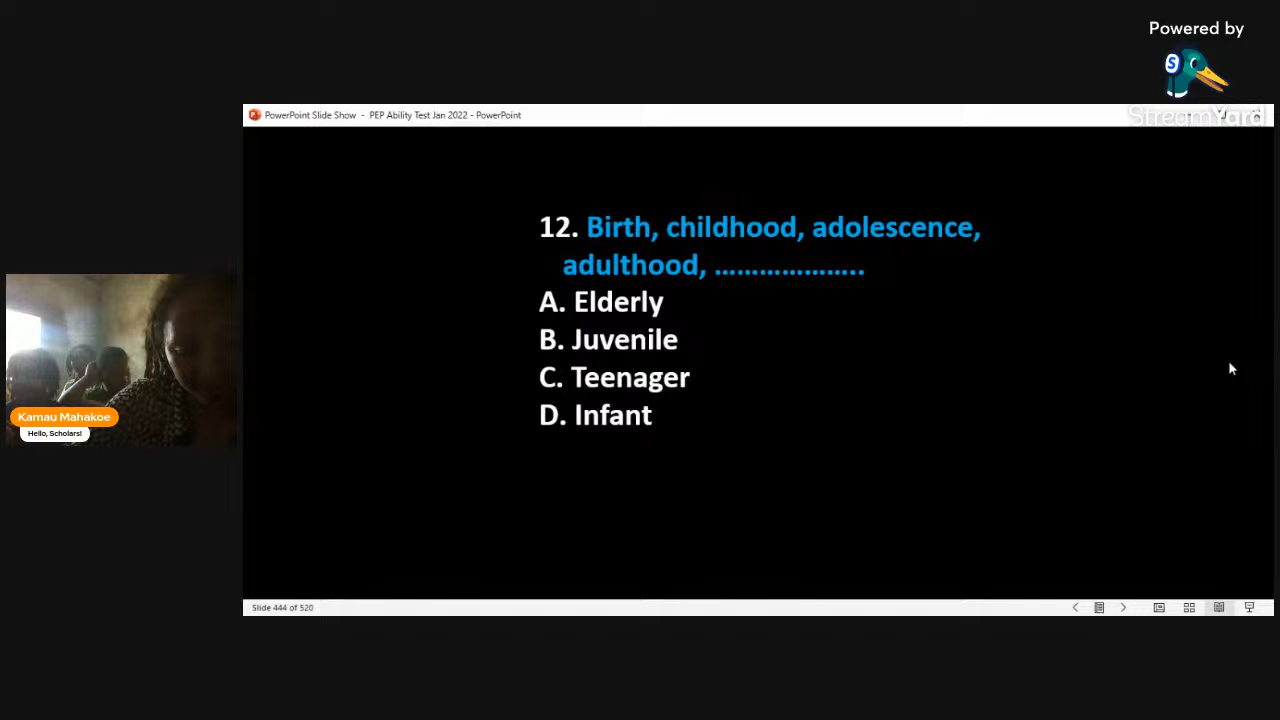 Powered by
StreamYard
PowerPoint Slide Show - PEP Ability Test Jan 2022 - PowerPoint
12. Birth, childhood, adolescence,
adulthood, ………………..
A. Elderly
B. Juvenile
C. Teenager
D. Infant
Kamau Mahakoe
Hello, Scholars!
Slide 444 of 520